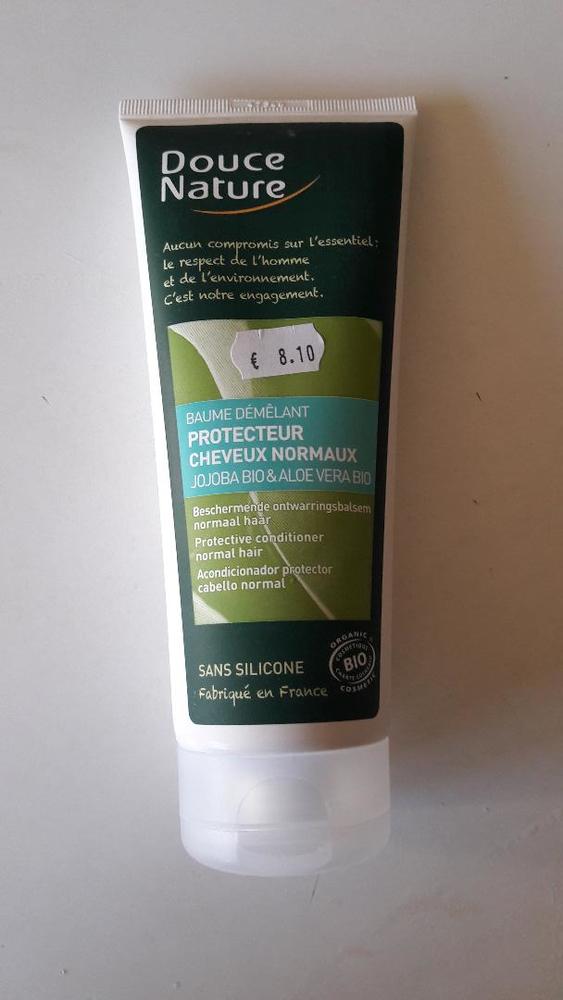 Douce
Nature
Aucun compromis sur l'essentiel:
le respect de l'homme
et de l'environnement.
C'est notre engagement.
€ 8.10
BAUME DÉMÊLANT
PROTECTEUR
CHEVEUX NORMAUX
JOJOBA BIO & ALOE VERA BIO
Beschermende ontwarringsbalsem
normaal haar
Protective conditioner
normal hair
Acondicionador protector
cabello normal
SANS SILICONE
Fabriqué en France
ORGANIC
COSMÉTIQUE
BIO
COSMETIC